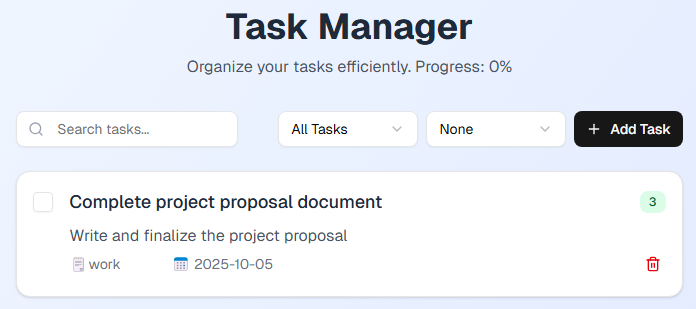 Task Manager
Organize your tasks efficiently. Progress: 0%
Search tasks...
All Tasks
None
Add Task
Complete project proposal document
3
Write and finalize the project proposal
work
2025-10-05